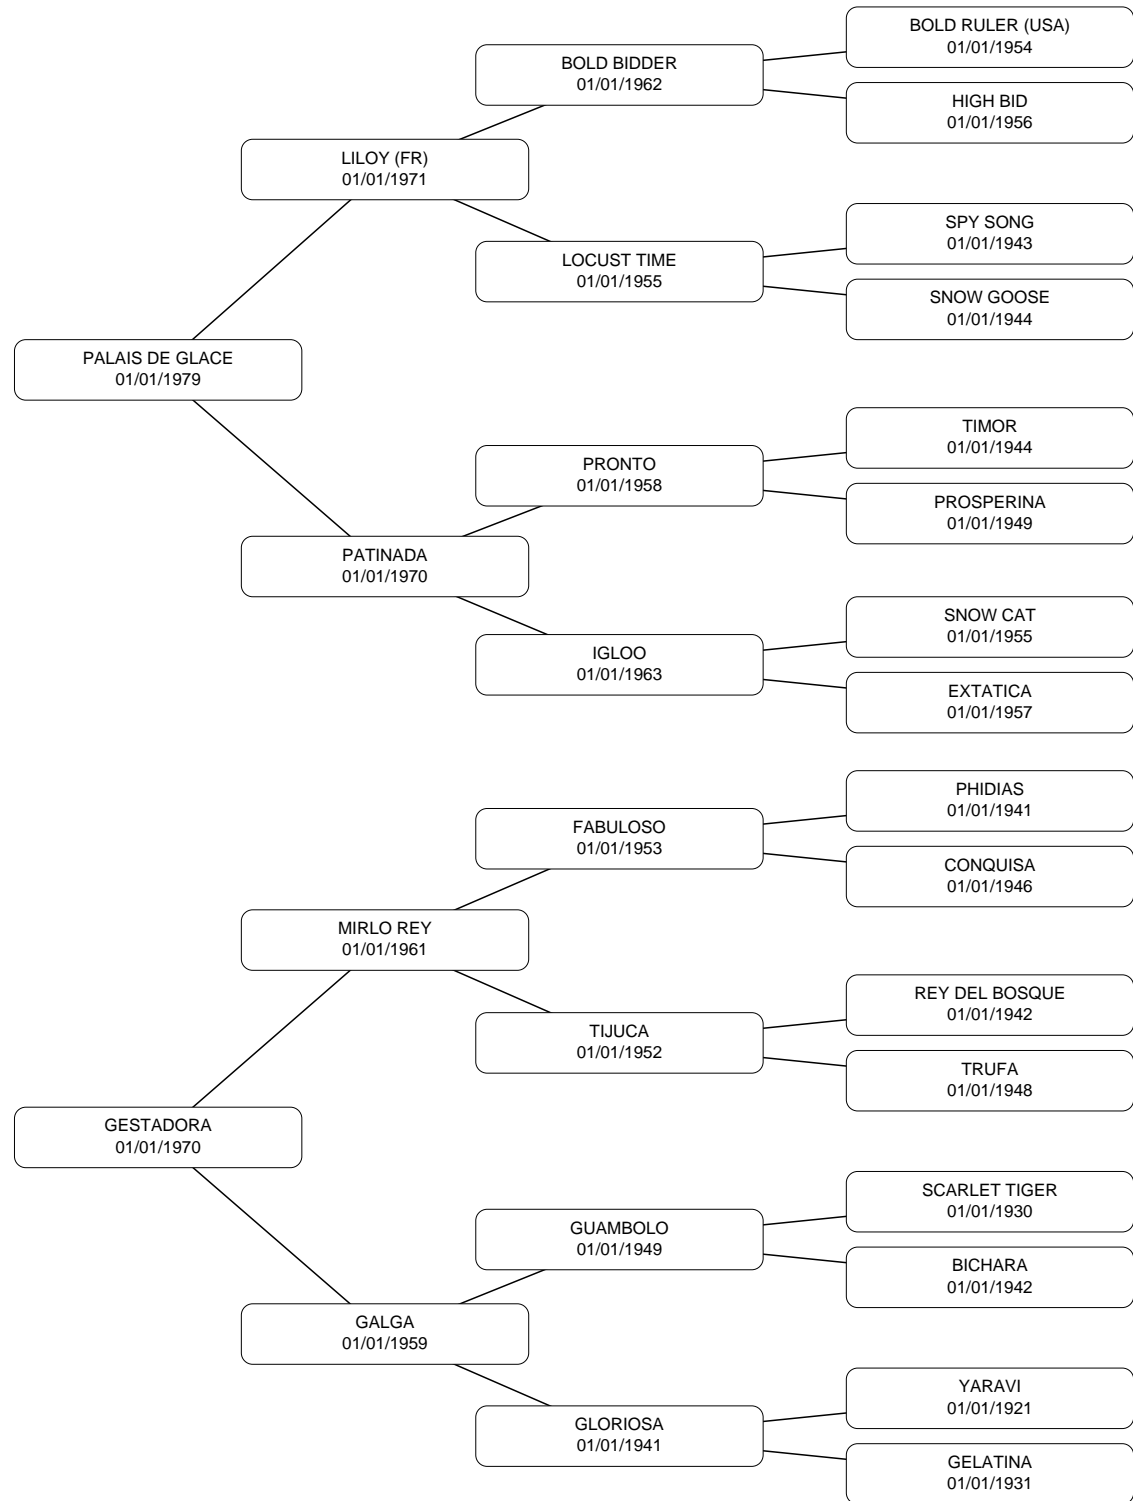 BOLD RULER (USA)
01/01/1954
BOLD BIDDER
01/01/1962
HIGH BID
01/01/1956
LILOY (FR)
01/01/1971
SPY SONG
01/01/1943
LOCUST TIME
01/01/1955
SNOW GOOSE
01/01/1944
PALAIS DE GLACE
01/01/1979
TIMOR
01/01/1944
PRONTO
01/01/1958
PROSPERINA
01/01/1949
PATINADA
01/01/1970
SNOW CAT
01/01/1955
IGLOO
01/01/1963
EXTATICA
01/01/1957
PHIDIAS
01/01/1941
FABULOSO
01/01/1953
CONQUISA
01/01/1946
MIRLO REY
01/01/1961
REY DEL BOSQUE
01/01/1942
TIJUCA
01/01/1952
TRUFA
01/01/1948
GESTADORA
01/01/1970
SCARLET TIGER
01/01/1930
GUAMBOLO
01/01/1949
BICHARA
01/01/1942
GALGA
01/01/1959
YARAVI
01/01/1921
GLORIOSA
01/01/1941
GELATINA
01/01/1931